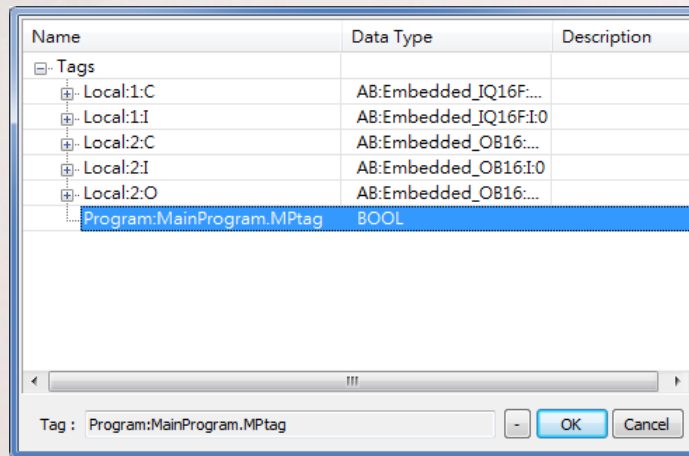 Name Data Type Description
Tags
Local:1:C AB:Embedded_IQ16F:...
Local:1:I AB:Embedded_IQ16F:I:0
Local:2:C AB:Embedded_OB16:...
Local:2:I AB:Embedded_OB16:I:0
Local:2:O AB:Embedded_OB16:...
Program:MainProgram.MPtag BOOL
Tag : Program:MainProgram.MPtag - OK Cancel